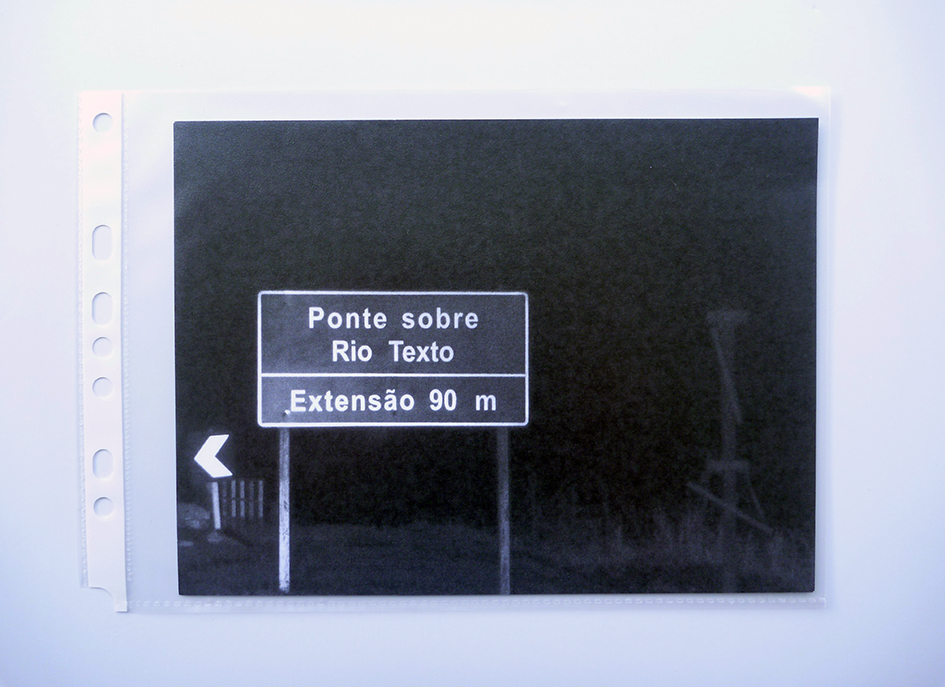 Ponte sobre
Rio Texto
Extensão 90 m